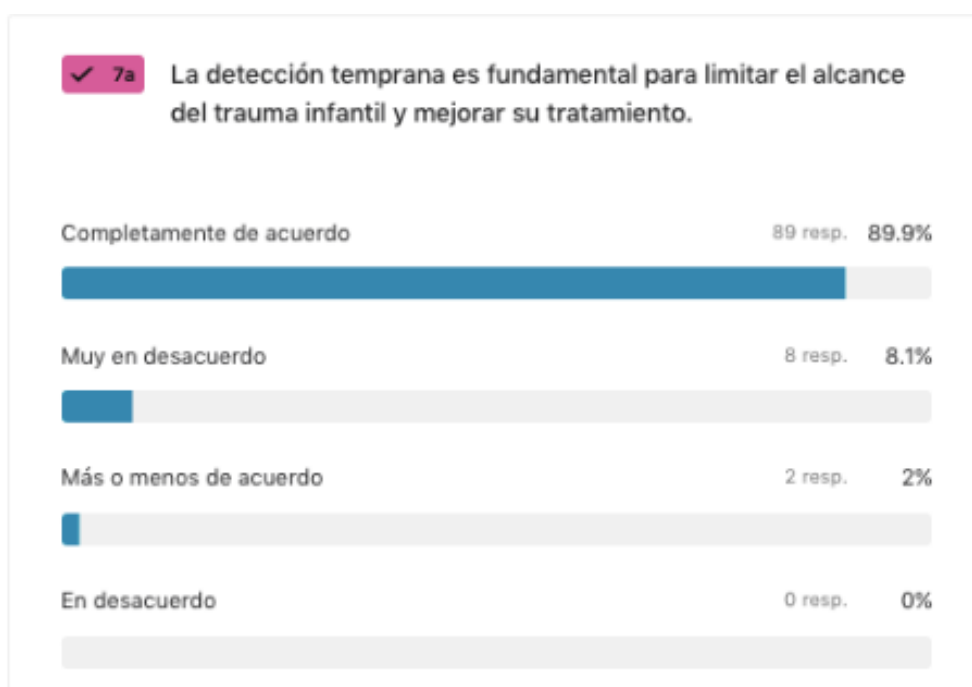 7a La detección temprana es fundamental para limitar el alcance
del trauma infantil y mejorar su tratamiento.
Completamente de acuerdo 89 resp. 89.9%
Muy en desacuerdo 8 resp. 8.1%
Más o menos de acuerdo 2 resp. 2%
En desacuerdo 0 resp. 0%